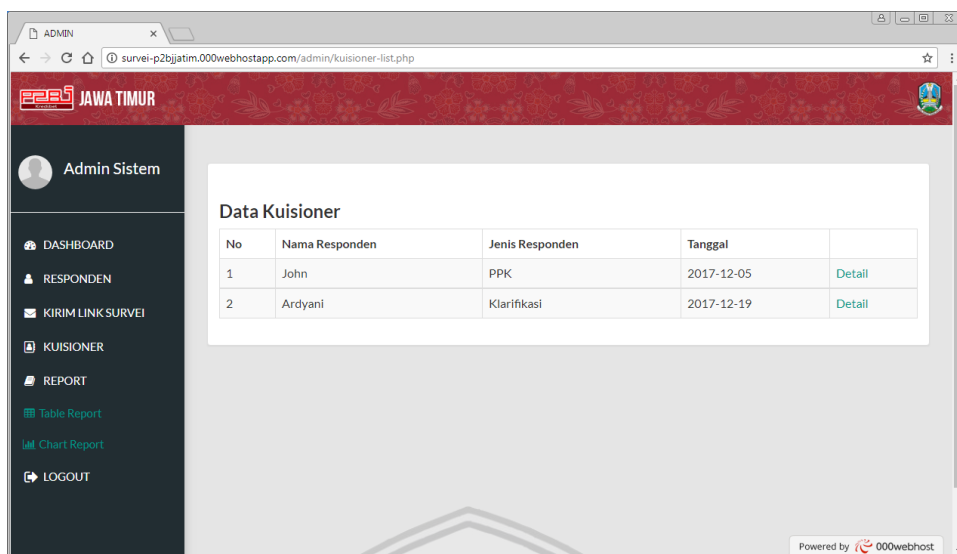 ADMIN
survei-p2bjjatim.000webhostapp.com/admin/kuisioner-list.php
P2BJ JAWA TIMUR
Admin Sistem
DASHBOARD
RESPONDEN
KIRIM LINK SURVEI
KUISIONER
REPORT
Table Report
Chart Report
LOGOUT
Data Kuisioner
No Nama Responden Jenis Responden Tanggal
1 John PPK 2017-12-05 Detail
2 Ardyani Klarifikasi 2017-12-19 Detail
Powered by 000webhost